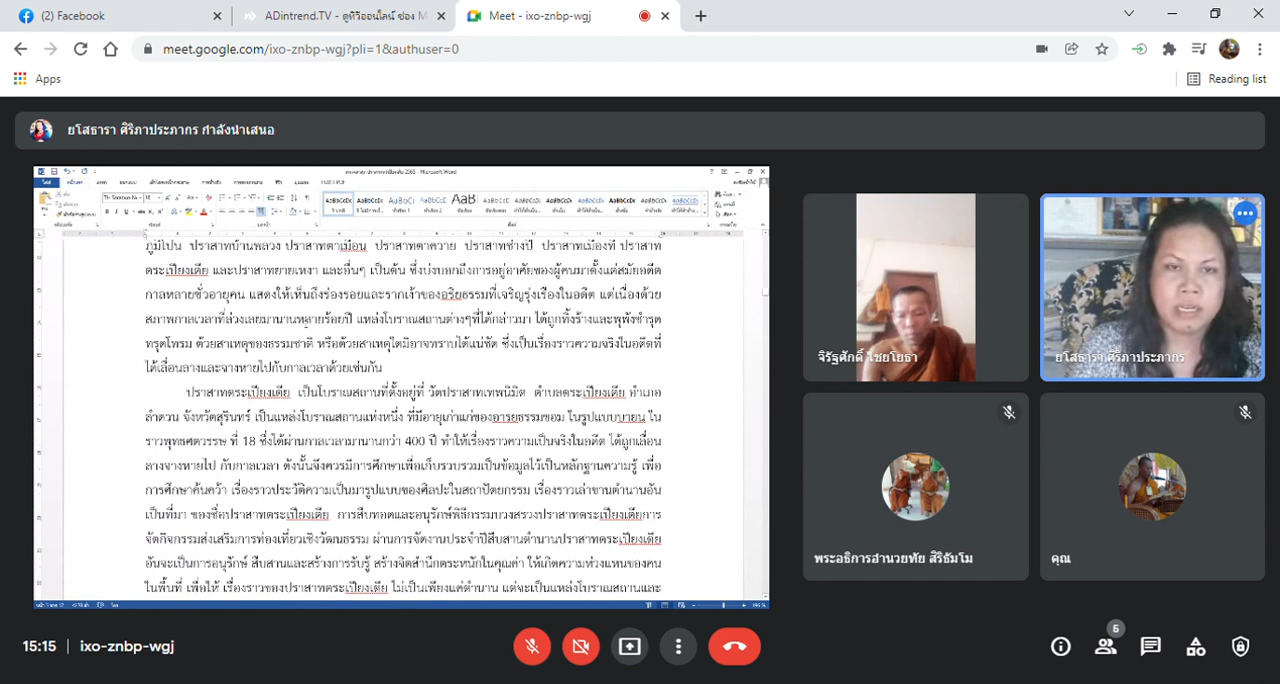 (2) Facebook
ADintrend.TV - ดูทีวีออนไลน์ ช่อง M
Meet - ixo-znbp-wgj
meet.google.com/ixo-znbp-wgj?pli=1&authuser=0
Apps
Reading list
ยโสธารา ศิริภาประภากร กำลังนำเสนอ
ภูมิโปน ปราสาทบ้านพลวง ปราสาทตาเมือน ปราสาทตาควาย ปราสาทช่างปี่ ปราสาทเมืองที ปราสาท
ตระเปียงเตีย และปราสาทยายเหงา และอื่นๆ เป็นต้น ซึ่งบ่งบอกถึงการอยู่อาศัยของผู้คนมาตั้งแต่สมัยอดีต
กาลหลายชั่วอายุคน แสดงให้เห็นถึงร่องรอยและรากเง้าของอริยธรรมที่เจริญรุ่งเรืองในอดีต แต่เนื่องด้วย
สภาพกาลเวลาที่ล่วงเลยมานานหลายร้อยปี แหล่งโบราณสถานต่างๆที่ได้กล่าวมา ได้ถูกทิ้งร้างและพุพังชำรุด
ทรุดโทรม ด้วยสาเหตุของธรรมชาติ หรือด้วยสาเหตุใดมิอาจทราบได้แน่ชัด ซึ่งเป็นเรื่องราวความจริงในอดีตที่
ได้เลื่อนลางและจางหายไปกับกาลเวลาด้วยเช่นกัน
ปราสาทตระเปียงเตีย เป็นโบราณสถานที่ตั้งอยู่ที่ วัดปราสาทเทพนิมิต ตำบลตระเปียงเตีย อำเภอ
ลำดวน จังหวัดสุรินทร์ เป็นแหล่งโบราณสถานแห่งหนึ่ง ที่มีอายุเก่าแก่ของอารยธรรมขอม ในรูปแบบบายน ใน
ราวพุทธศตวรรษ ที่ 18 ซึ่งได้ผ่านกาลเวลามานานกว่า 400 ปี ทำให้เรื่องราวความเป็นจริงในอดีต ได้ถูกเลื่อน
ลางจางหายไป กับกาลเวลา ดังนั้นจึงควรมีการศึกษาเพื่อเก็บรวบรวมเป็นข้อมูลไว้เป็นหลักฐานความรู้ เพื่อ
การศึกษาค้นคว้า เรื่องราวประวัติความเป็นมารูปแบบของศิลปะในสถาปัตยกรรม เรื่องราวเล่าขานตำนานอัน
เป็นที่มา ของชื่อปราสาทตระเปียงเตีย การสืบทอดและอนุรักษ์พิธีกรรมบวงสรวงปราสาทตระเปียงเตียการ
จัดกิจกรรมส่งเสริมการท่องเที่ยวเชิงวัฒนธรรม ผ่านการจัดงานประจำปีสืบสานตำนานปราสาทตระเปียงเตีย
อันจะเป็นการอนุรักษ์ สืบสานและสร้างการรับรู้ สร้างจิตสำนึกตระหนักในคุณค่า ให้เกิดความห่วงแหนของคน
ในพื้นที่ เพื่อให้ เรื่องราวของปราสาทตระเปียงเตีย ไม่เป็นเพียงแค่ตำนาน แต่จะเป็นแหล่งโบราณสถานและ
จิรัฐศักดิ์ ไชยโยธา
ยโสธารา ศิริภาประภากร
พระอธิการอำนวยทัย สิริธัมโม
คุณ
15:15 | ixo-znbp-wgj
5